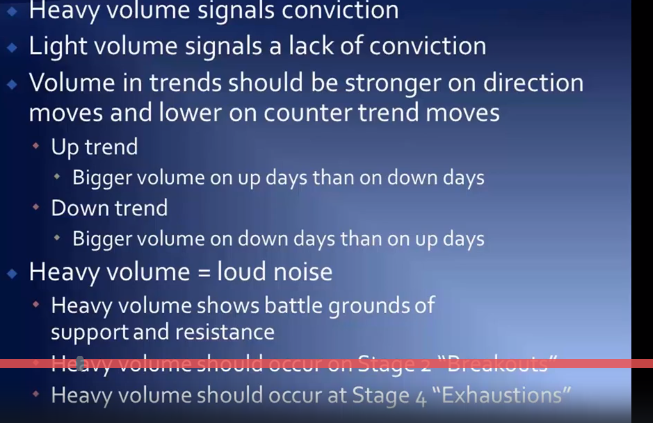 Heavy volume signals conviction
Light volume signals a lack of conviction
Volume in trends should be stronger on direction
moves and lower on counter trend moves
Up trend
Bigger volume on up days than on down days
Down trend
Bigger volume on down days than on up days
Heavy volume = loud noise
Heavy volume shows battle grounds of
support and resistance
Heavy volume should occur on Stage 2 “Breakouts”
Heavy volume should occur at Stage 4 “Exhaustions”